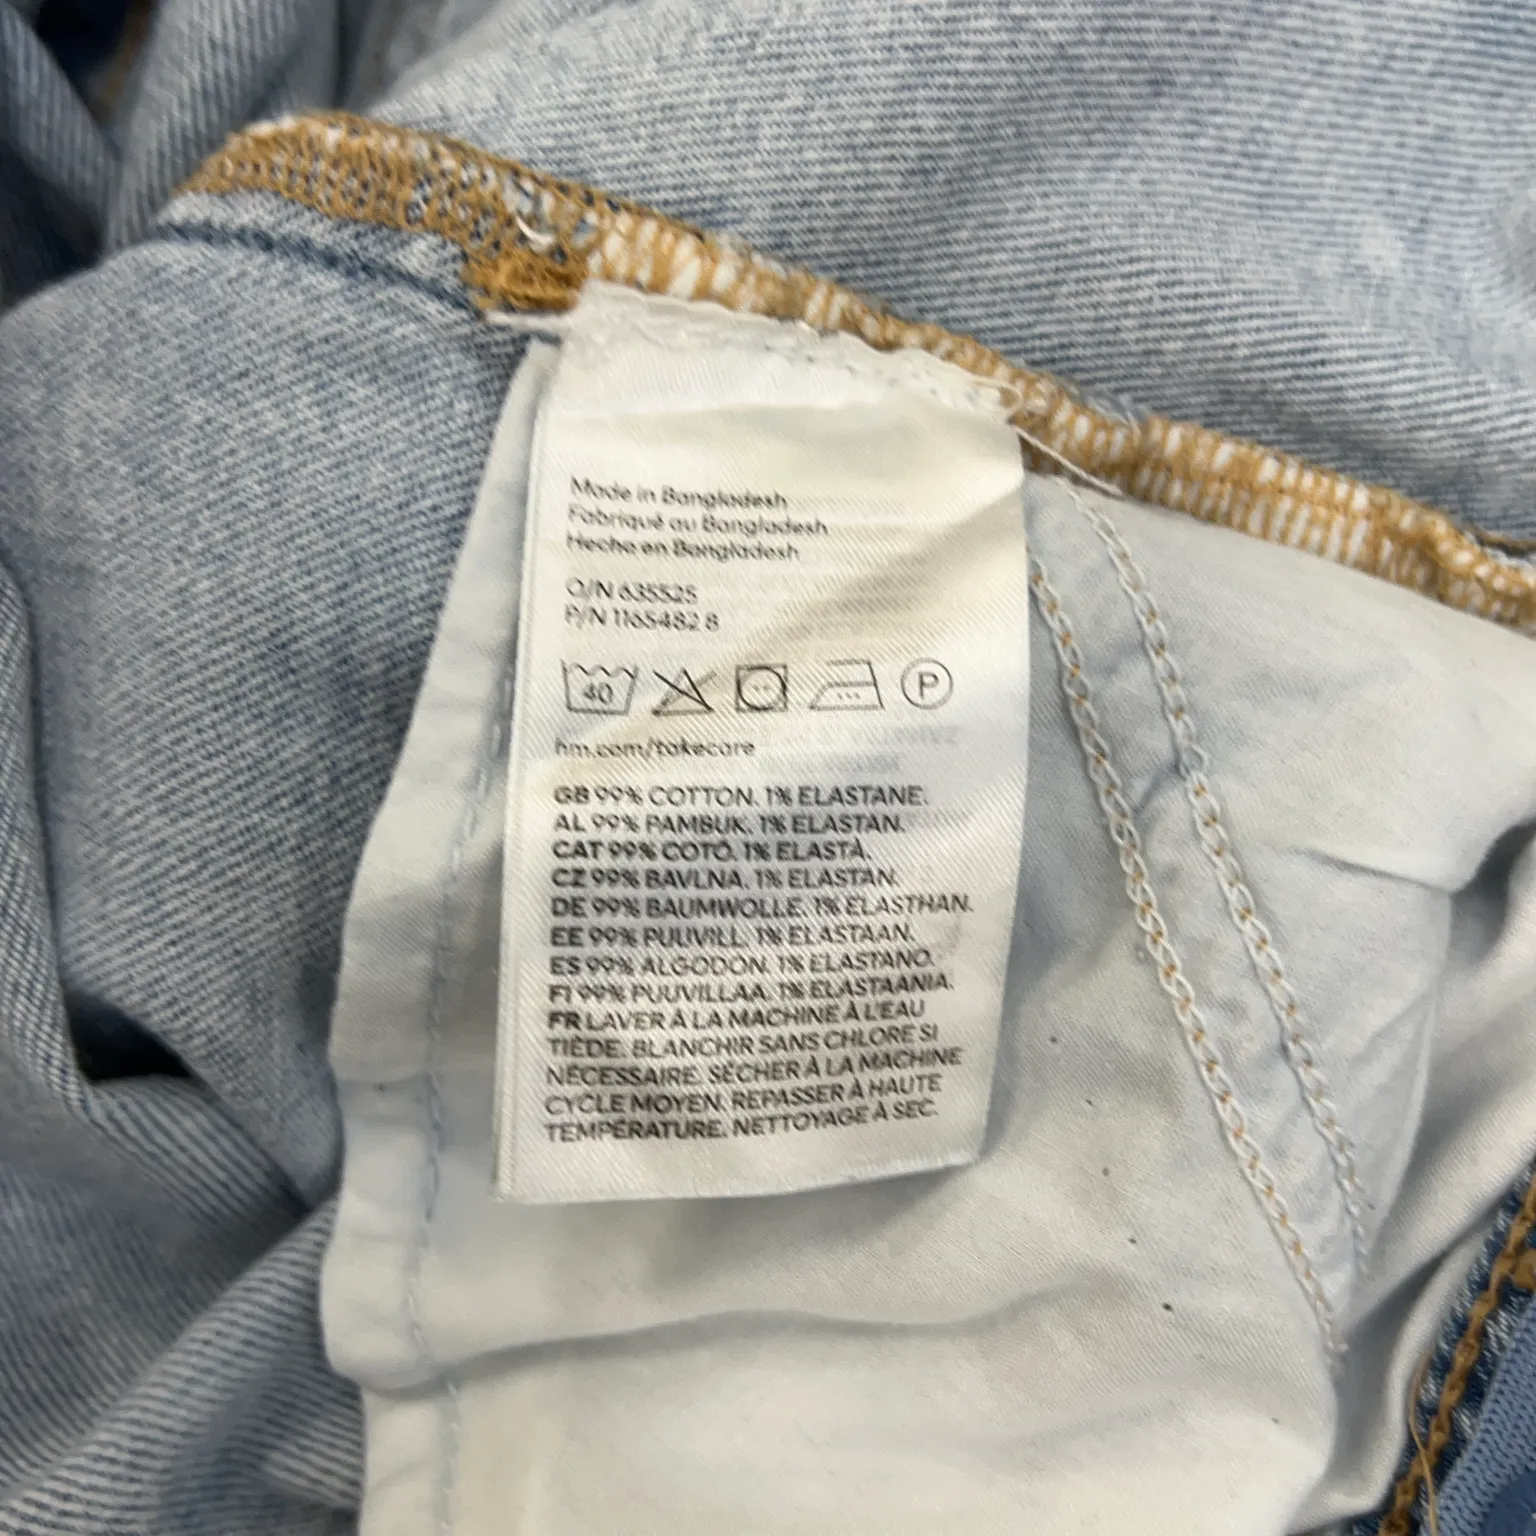 Made in Bangladesh
Fabriqué au Bangladesh
Hecho en Bangladesh
O/N 635525
P/N 1165482 8
40 P
hm.com/takecare
GB 99% COTTON. 1% ELASTANE.
AL 99% PAMBUK. 1% ELASTAN.
CAT 99% COTÓ. 1% ELASTÀ.
CZ 99% BAVLNA. 1% ELASTAN.
DE 99% BAUMWOLLE. 1% ELASTHAN.
EE 99% PUUVILL. 1% ELASTAAN.
ES 99% ALGODON. 1% ELASTANO.
FI 99% PUUVILLAA. 1% ELASTAANIA.
FR LAVER À LA MACHINE À L'EAU
TIÈDE. BLANCHIR SANS CHLORE SI
NÉCESSAIRE. SÉCHER À LA MACHINE
CYCLE MOYEN. REPASSER À HAUTE
TEMPÉRATURE. NETTOYAGE À SEC.